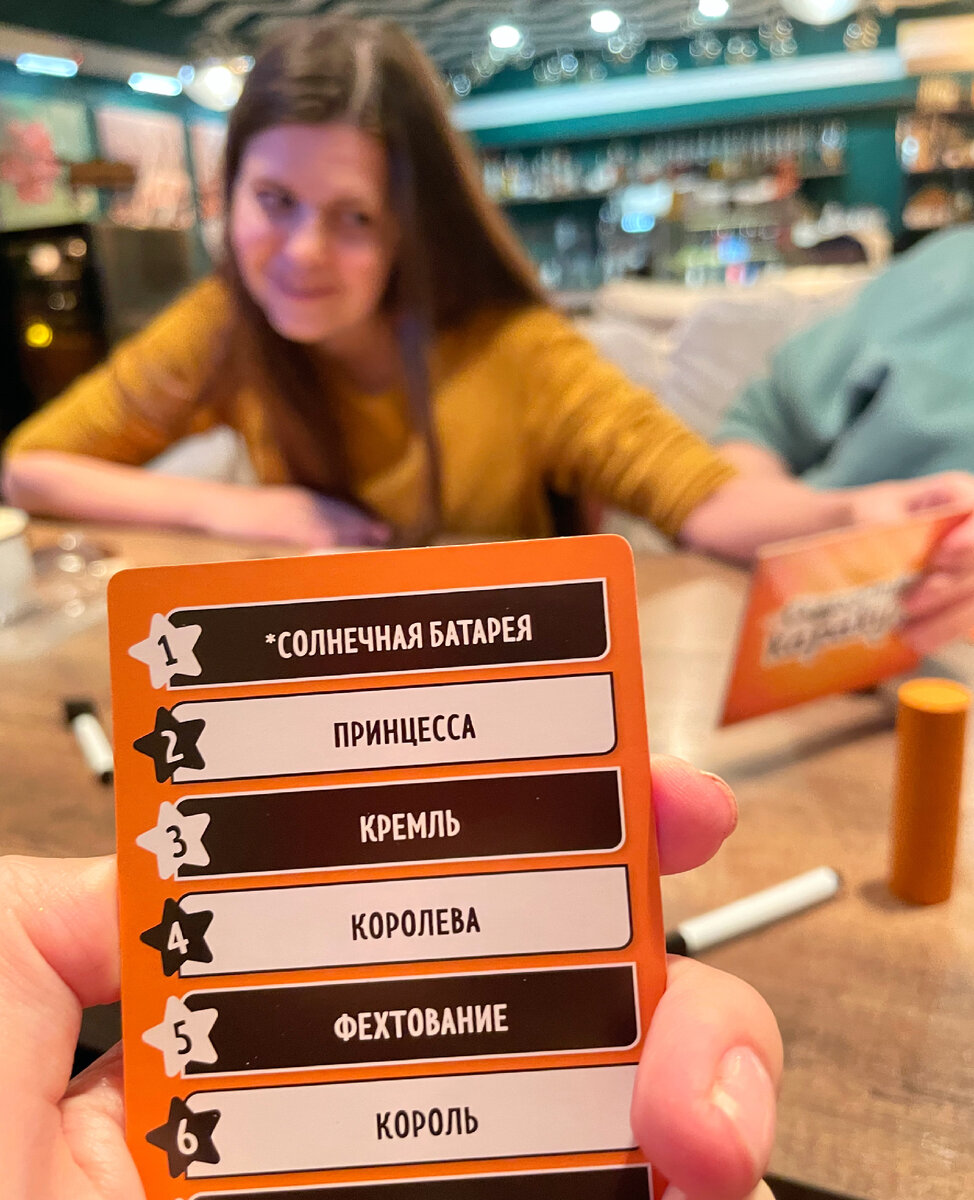 1 *СОЛНЕЧНАЯ БАТАРЕЯ
2 ПРИНЦЕССА
3 КРЕМЛЬ
4 КОРОЛЕВА
5 ФЕХТОВАНИЕ
6 КОРОЛЬ